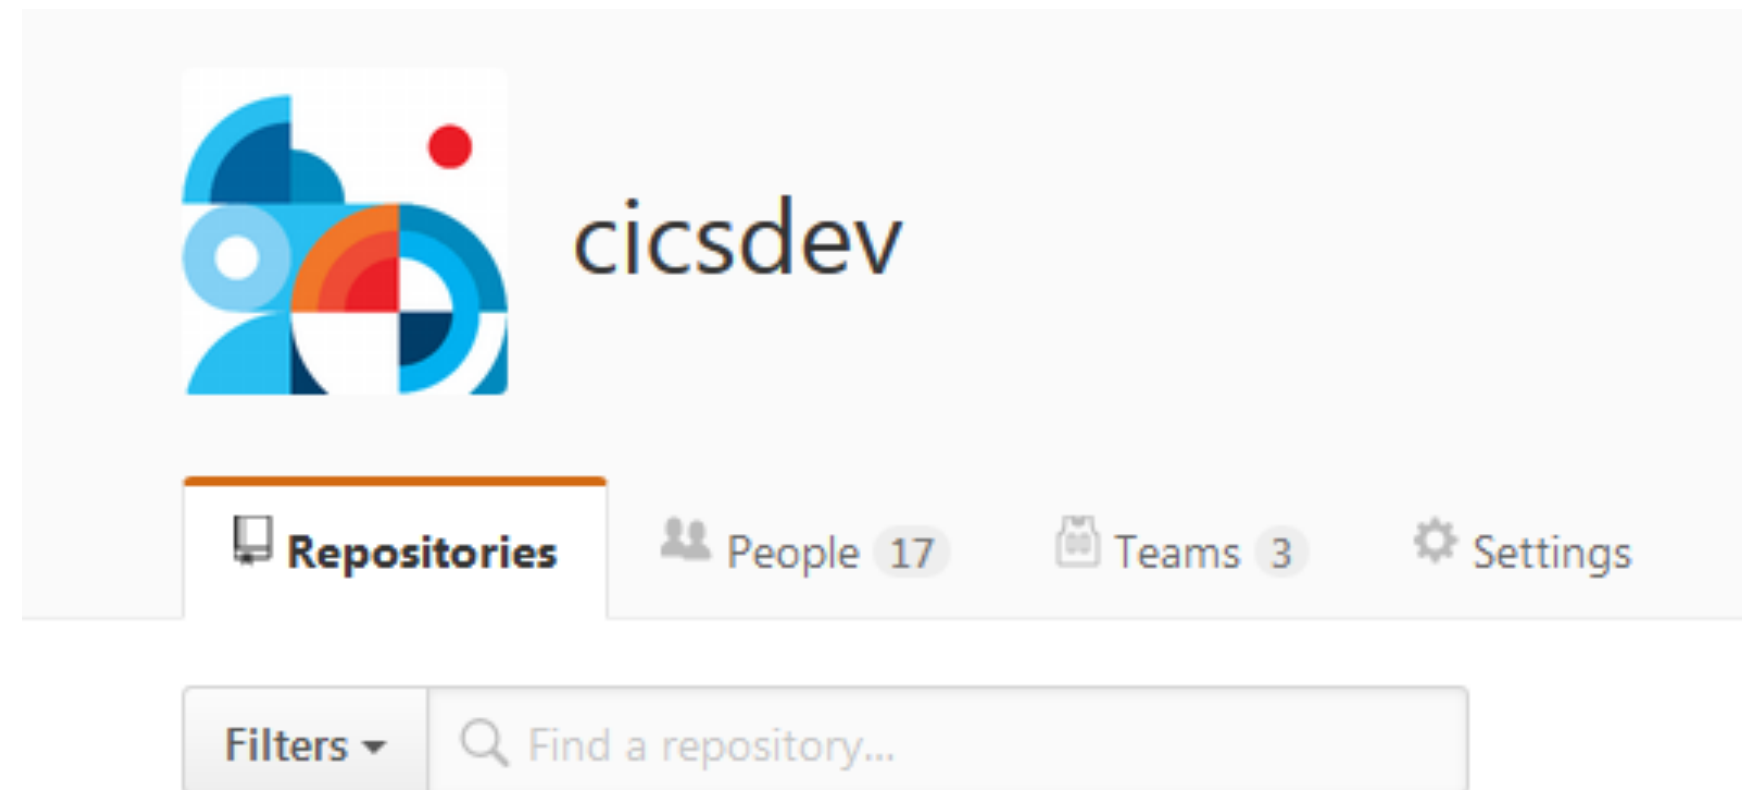 cicsdev
Repositories People 17 Teams 3 Settings
Filters Find a repository...